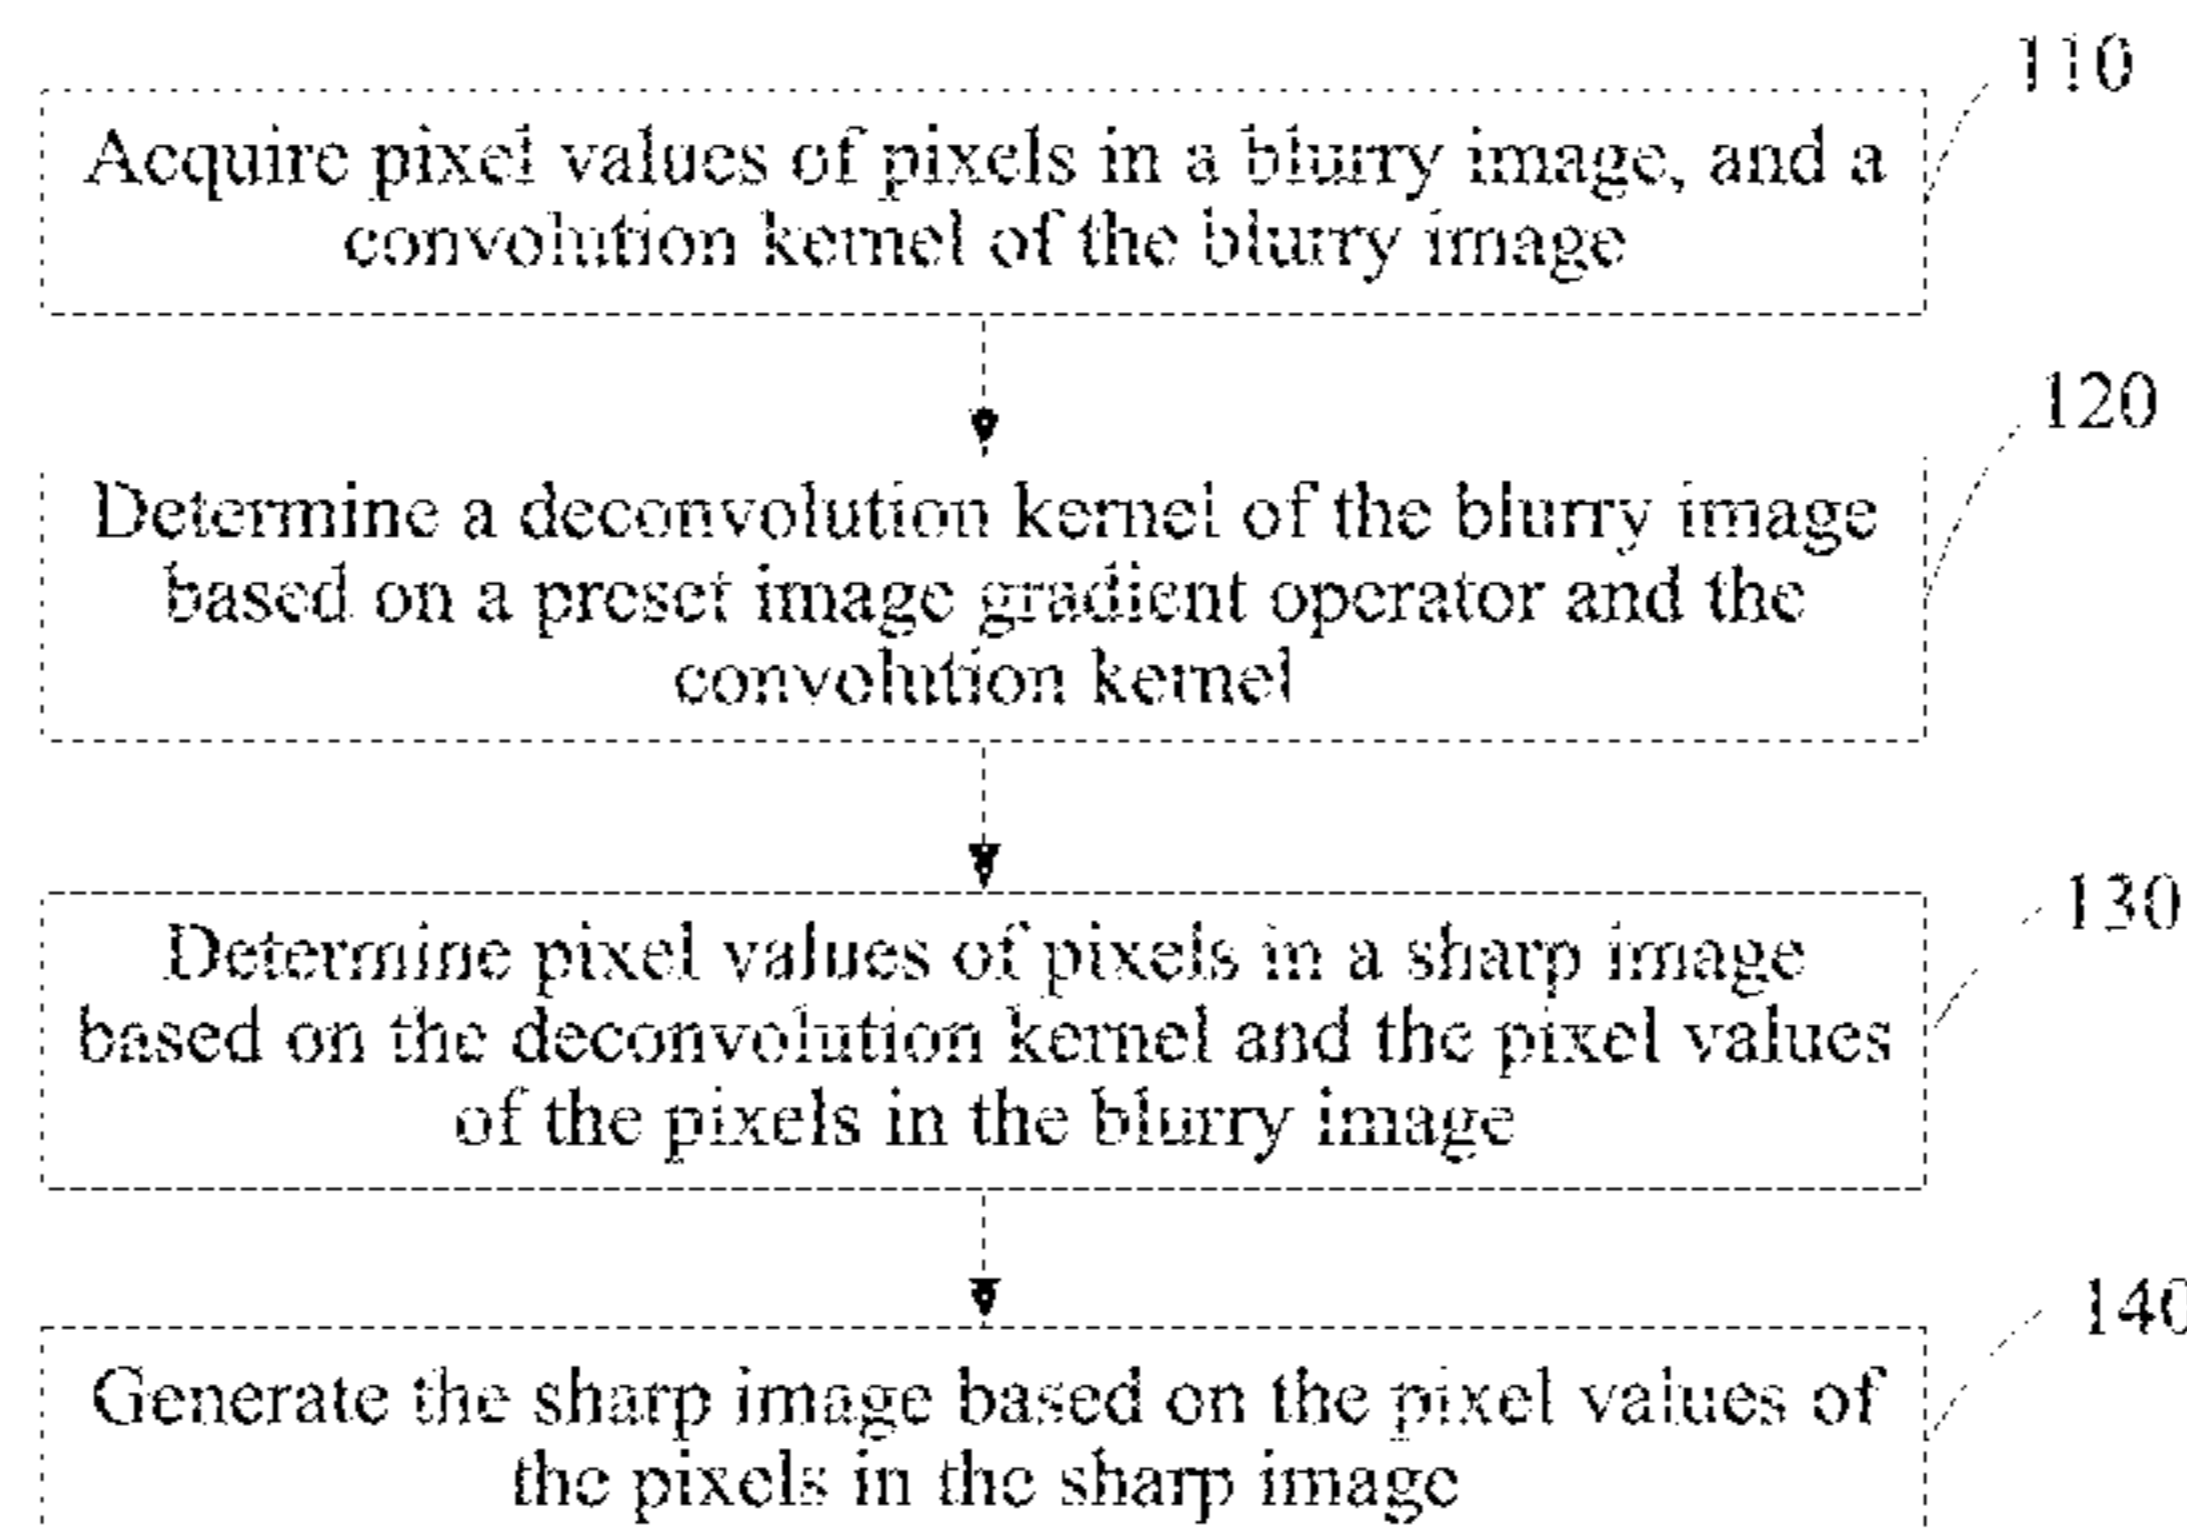 110
Acquire pixel values of pixels in a blurry image, and a
convolution kernel of the blurry image
120
Determine a deconvolution kernel of the blurry image
based on a preset image gradient operator and the
convolution kernel
130
Determine pixel values of pixels in a sharp image
based on the deconvolution kernel and the pixel values
of the pixels in the blurry image
140
Generate the sharp image based on the pixel values of
the pixels in the sharp image